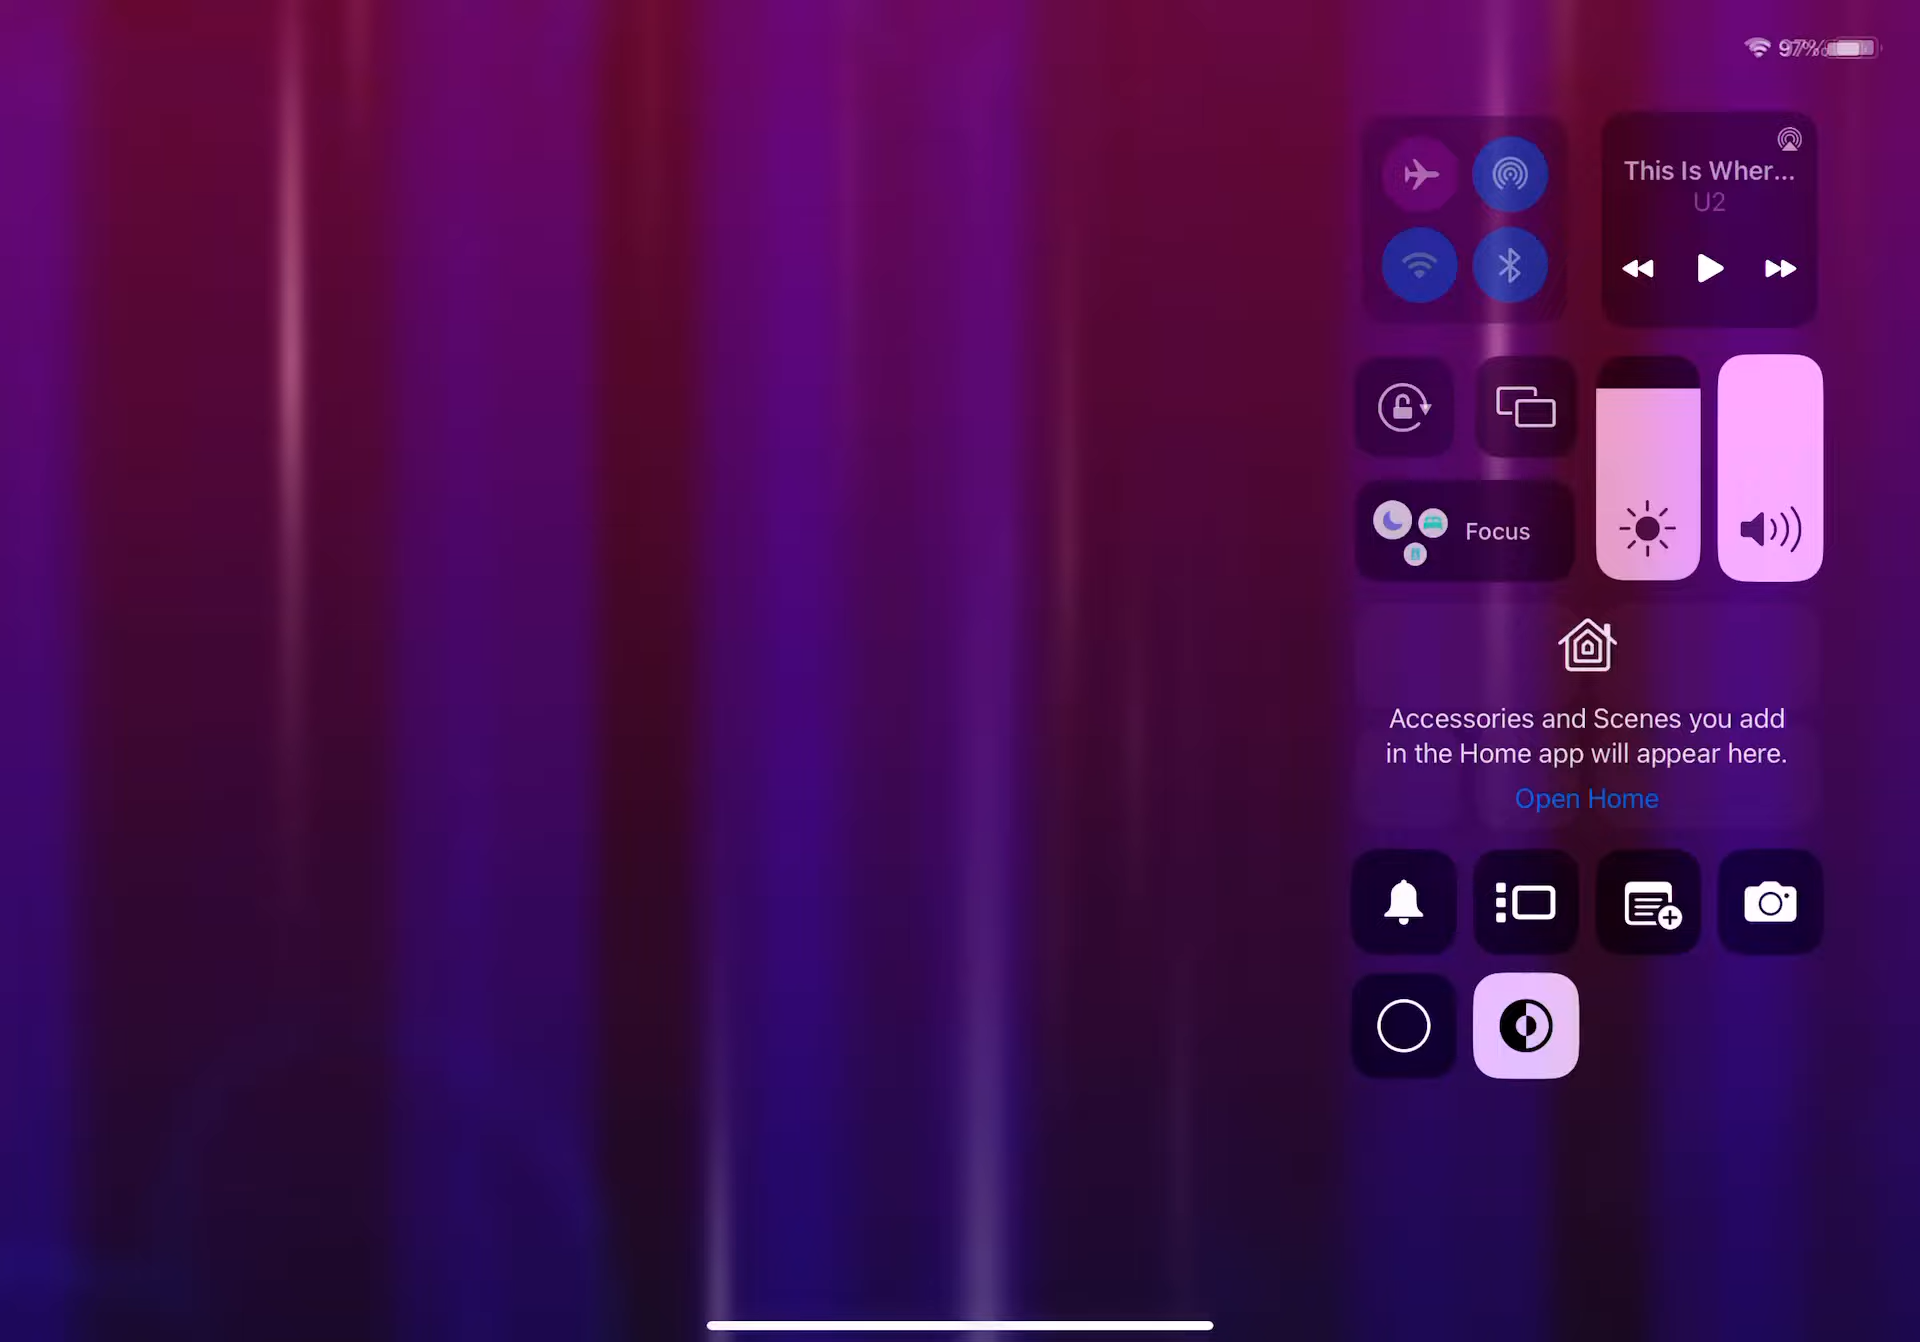 97%
This Is Wher...
U2
Focus
Accessories and Scenes you add
in the Home app will appear here.
Open Home